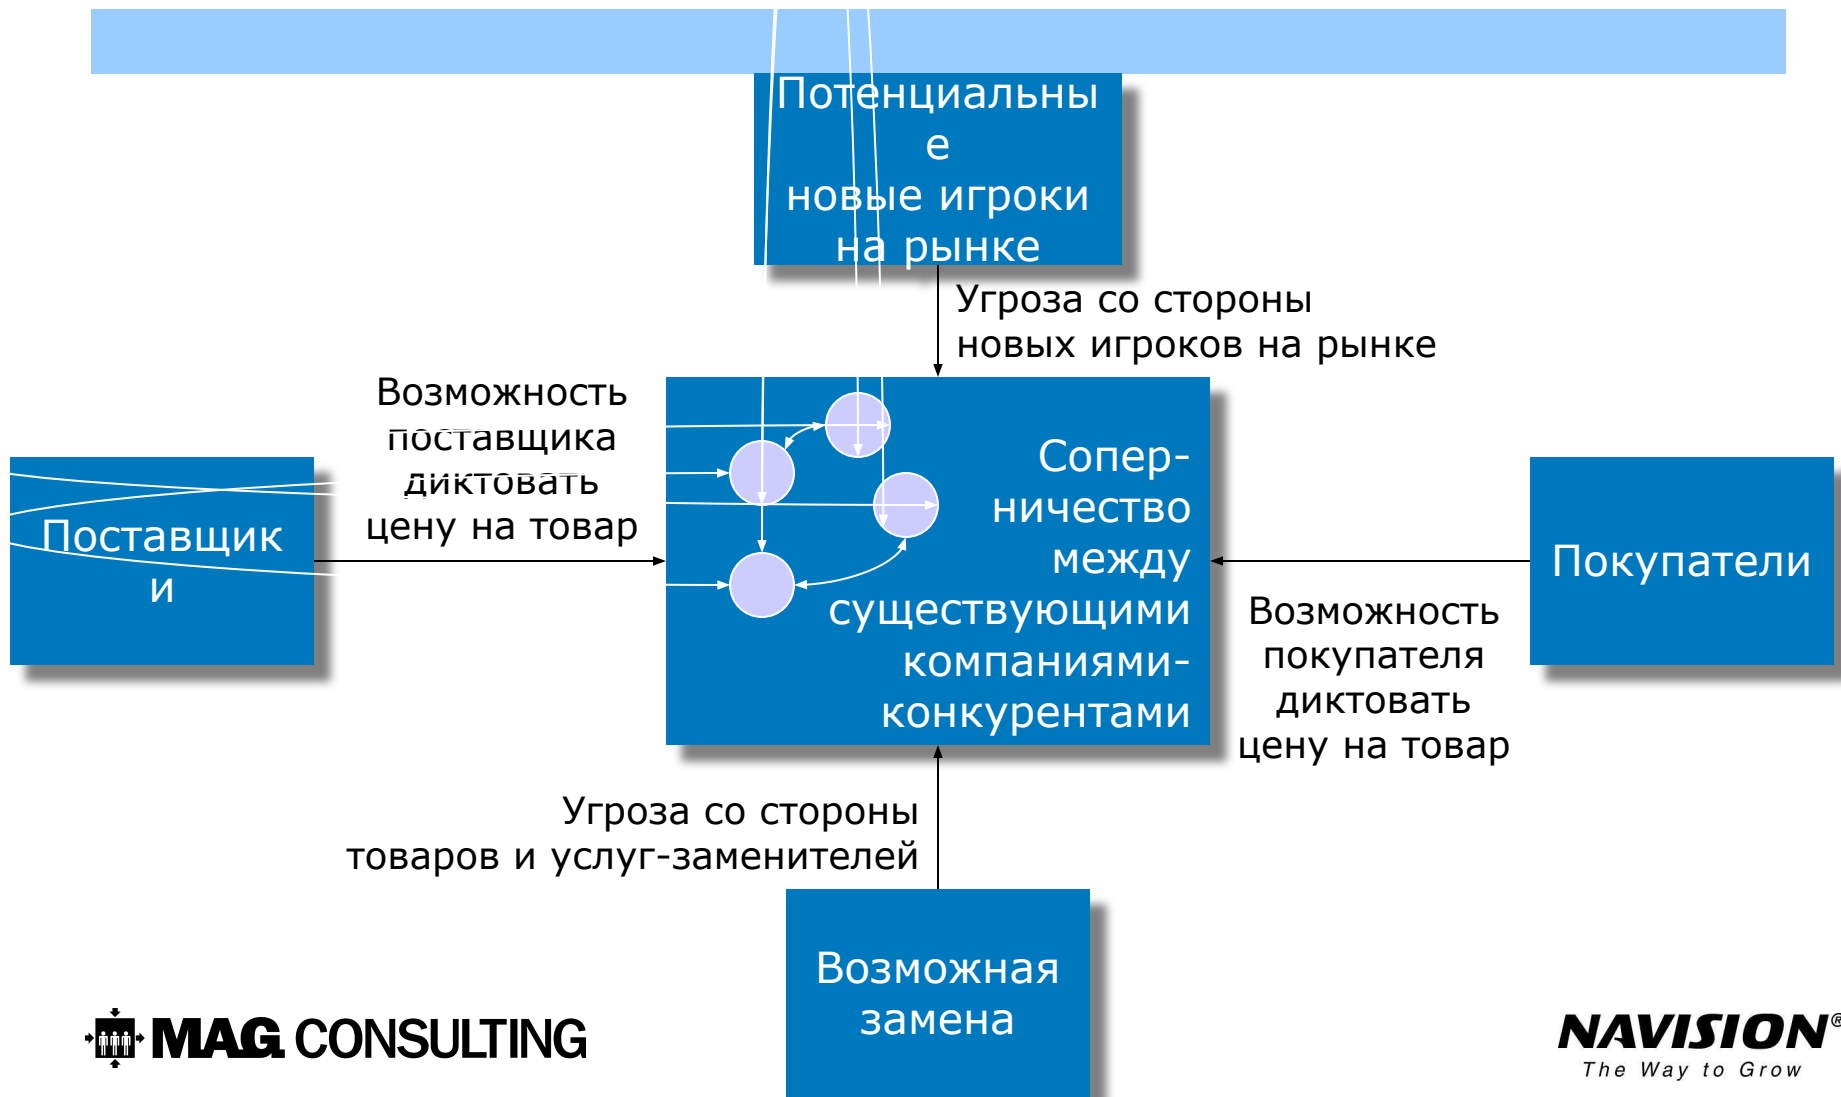 Потенциальны
е
новые игроки
на рынке
Угроза со стороны
новых игроков на рынке
Возможность
поставщика
диктовать
цену на товар
Поставщик
и
Сопер-
ничество
между
существующими
компаниями-
конкурентами
Покупатели
Возможность
покупателя
диктовать
цену на товар
Угроза со стороны
товаров и услуг-заменителей
Возможная
замена
MAG CONSULTING
NAVISION®
The Way to Grow